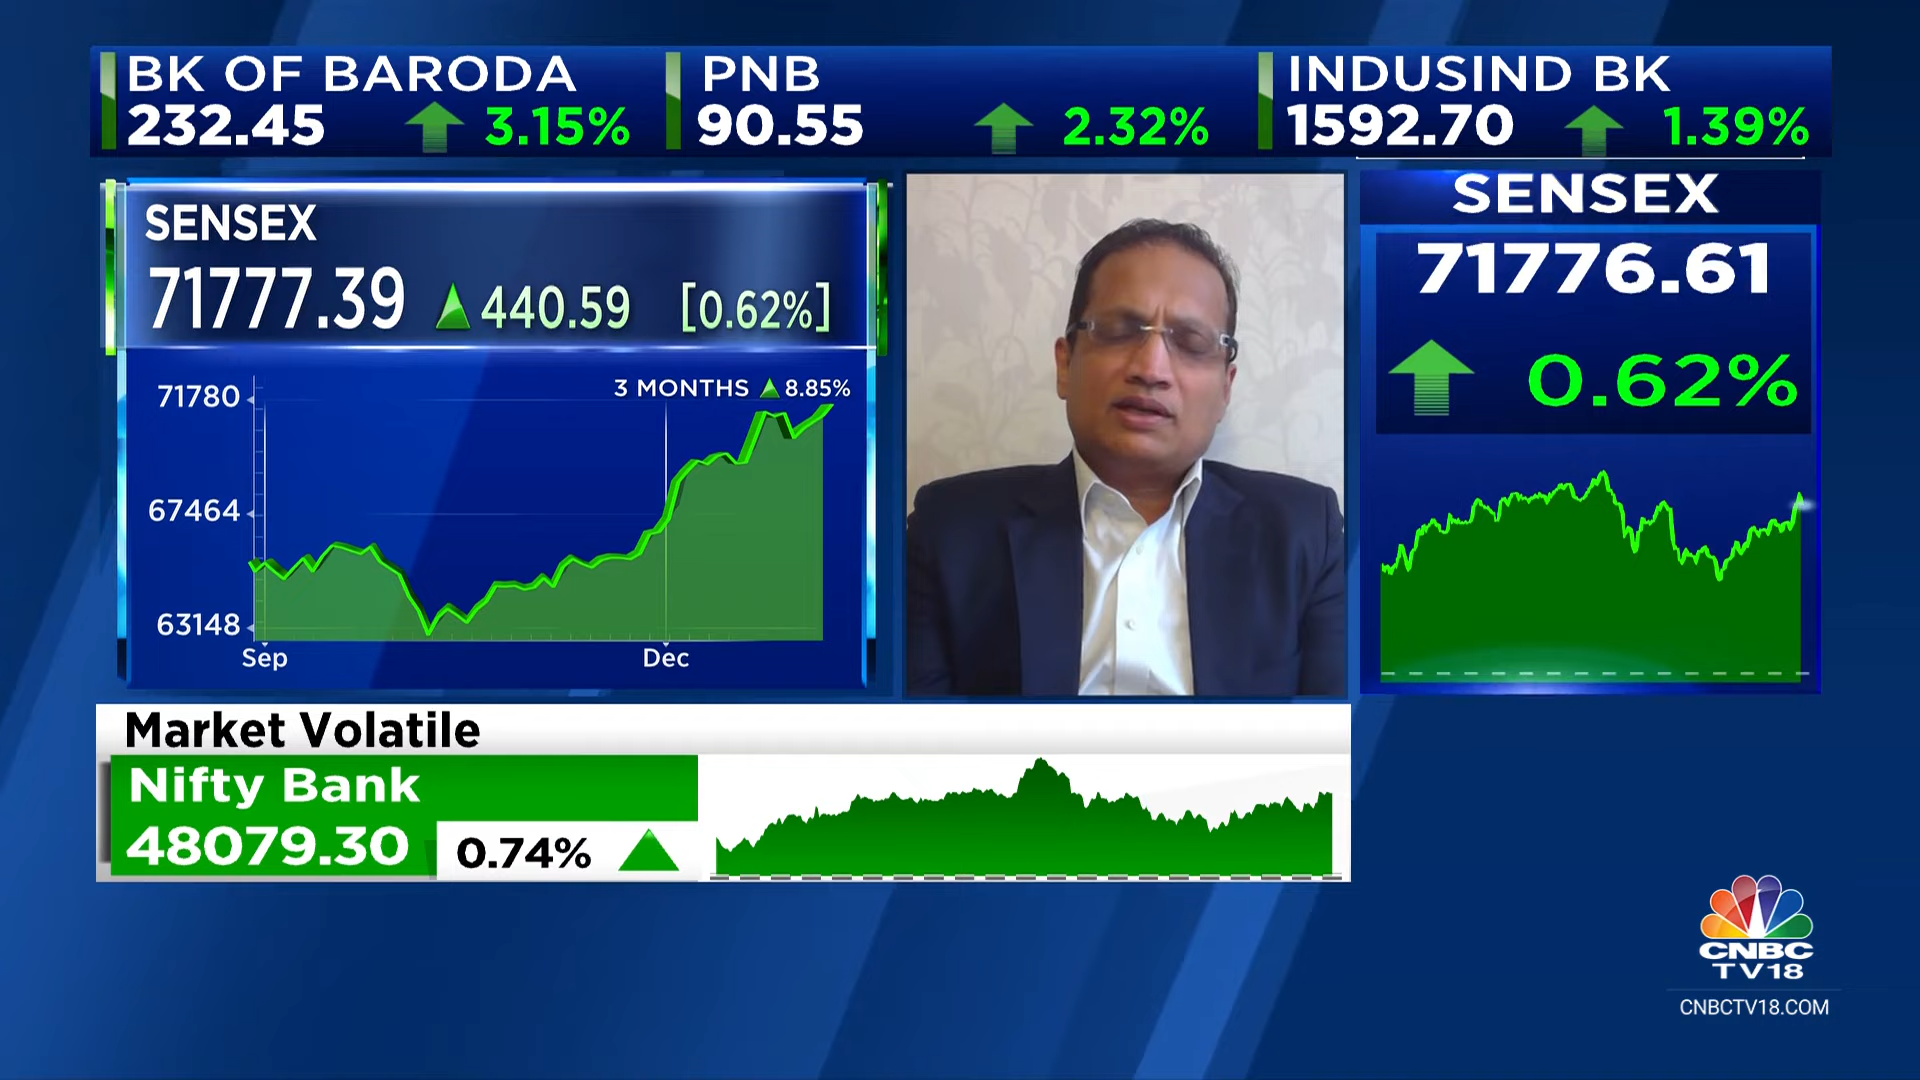 BK OF BARODA
232.45 3.15%
PNB
90.55 2.32%
INDUSIND BK
1592.70 1.39%
SENSEX
71777.39 440.59 [0.62%]
3 MONTHS 8.85%
71780
67464
63148
Sep Dec
SENSEX
71776.61
0.62%
Market Volatile
Nifty Bank
48079.30 0.74%
CNBC
TV18
CNBCTV18.COM